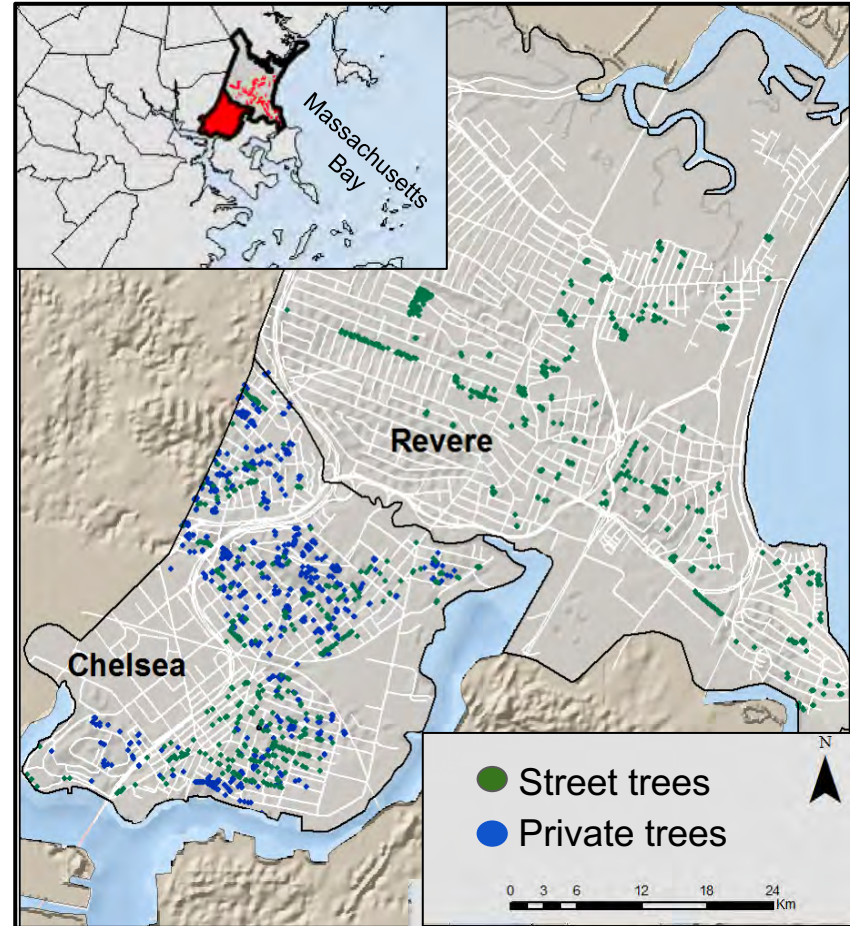 Massachusetts
Bay
Revere
Chelsea
N
Street trees
Private trees
0 3 6 12 18 24
Km